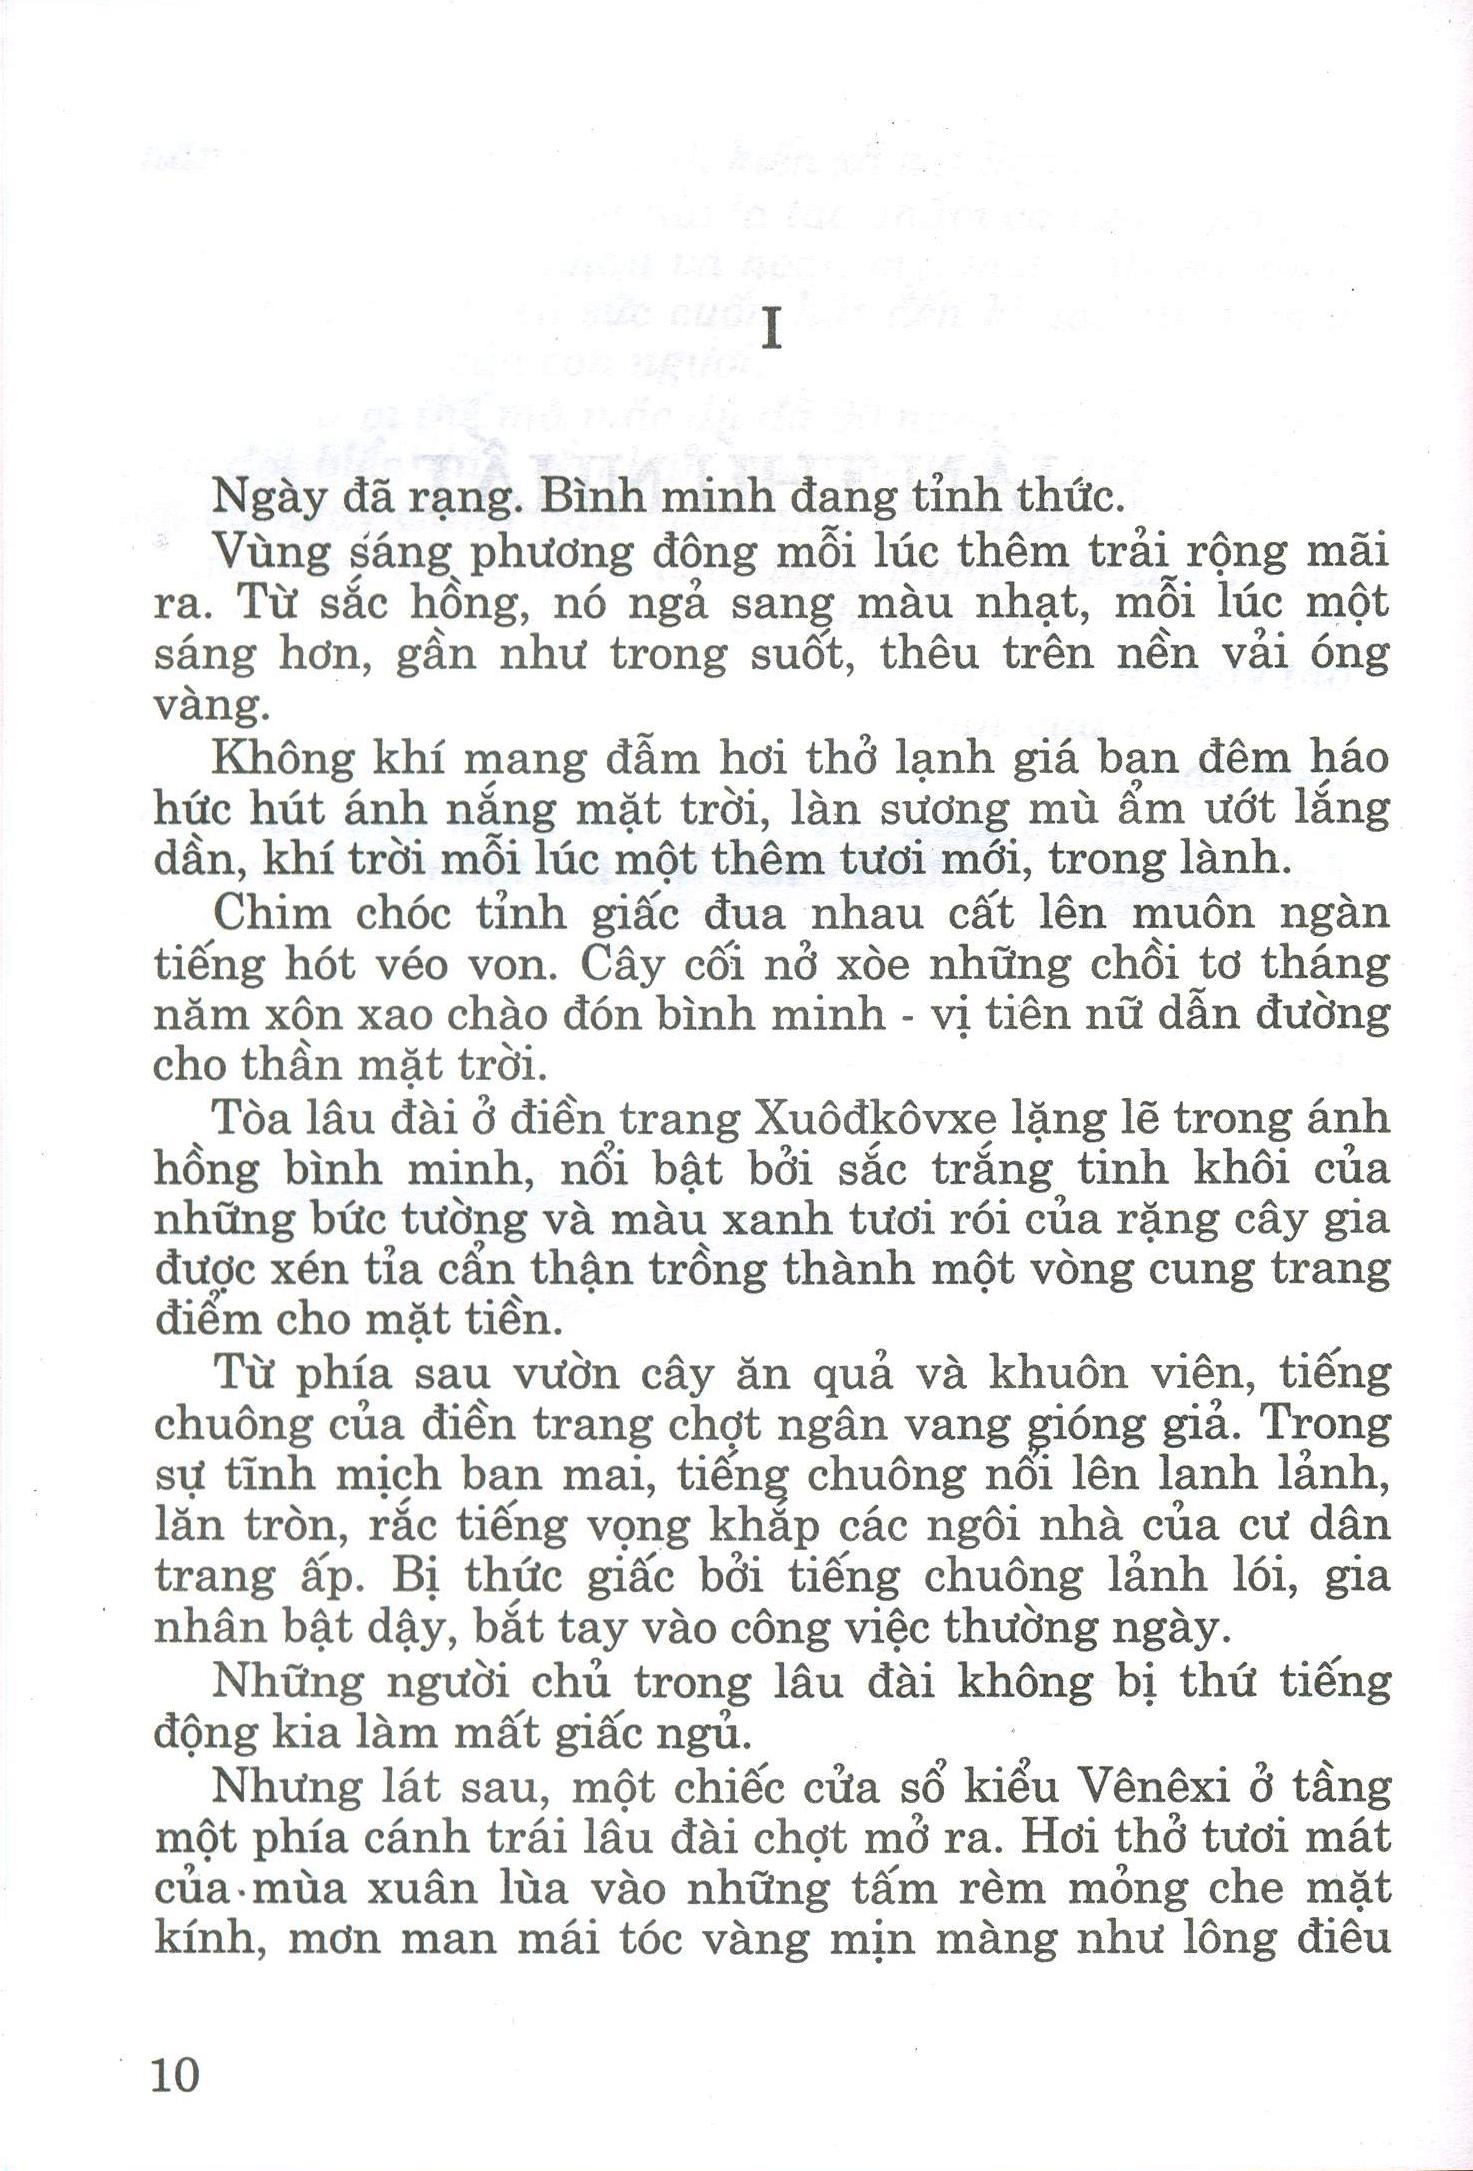 I
Ngày đã rạng. Bình minh đang tỉnh thức.
Vùng sáng phương đông mỗi lúc thêm trải rộng mãi
ra. Từ sắc hồng, nó ngả sang màu nhạt, mỗi lúc một
sáng hơn, gần như trong suốt, thêu trên nền vải óng
vàng.
Không khí mang đẫm hơi thở lạnh giá bạn đêm háo
hức hút ánh nắng mặt trời, làn sương mù ẩm ướt lắng
dần, khí trời mỗi lúc một thêm tươi mới, trong lành.
Chim chóc tỉnh giấc đua nhau cất lên muôn ngàn
tiếng hót véo von. Cây cối nở xòe những chồi tơ tháng
năm xôn xao chào đón bình minh - vị tiên nữ dẫn đường
cho thần mặt trời.
Tòa lâu đài ở điền trang Xuôđkôvxe lặng lẽ trong ánh
hồng bình minh, nổi bật bởi sắc trắng tinh khôi của
những bức tường và màu xanh tươi rói của rặng cây gia
được xén tỉa cẩn thận trồng thành một vòng cung trang
điểm cho mặt tiền.
Từ phía sau vườn cây ăn quả và khuôn viên, tiếng
chuông của điền trang chợt ngân vang gióng giả. Trong
sự tĩnh mịch ban mai, tiếng chuông nổi lên lanh lảnh,
lăn tròn, rắc tiếng vọng khắp các ngôi nhà của cư dân
trang ấp. Bị thức giấc bởi tiếng chuông lảnh lói, gia
nhân bật dậy, bắt tay vào công việc thường ngày.
Những người chủ trong lâu đài không bị thứ tiếng
động kia làm mất giấc ngủ.
Nhưng lát sau, một chiếc cửa sổ kiểu Vênêxi ở tầng
một phía cánh trái lâu đài chợt mở ra. Hơi thở tươi mát
của mùa xuân lùa vào những tấm rèm mỏng che mặt
kính, mơn man mái tóc vàng mịn màng như lông điêu
10